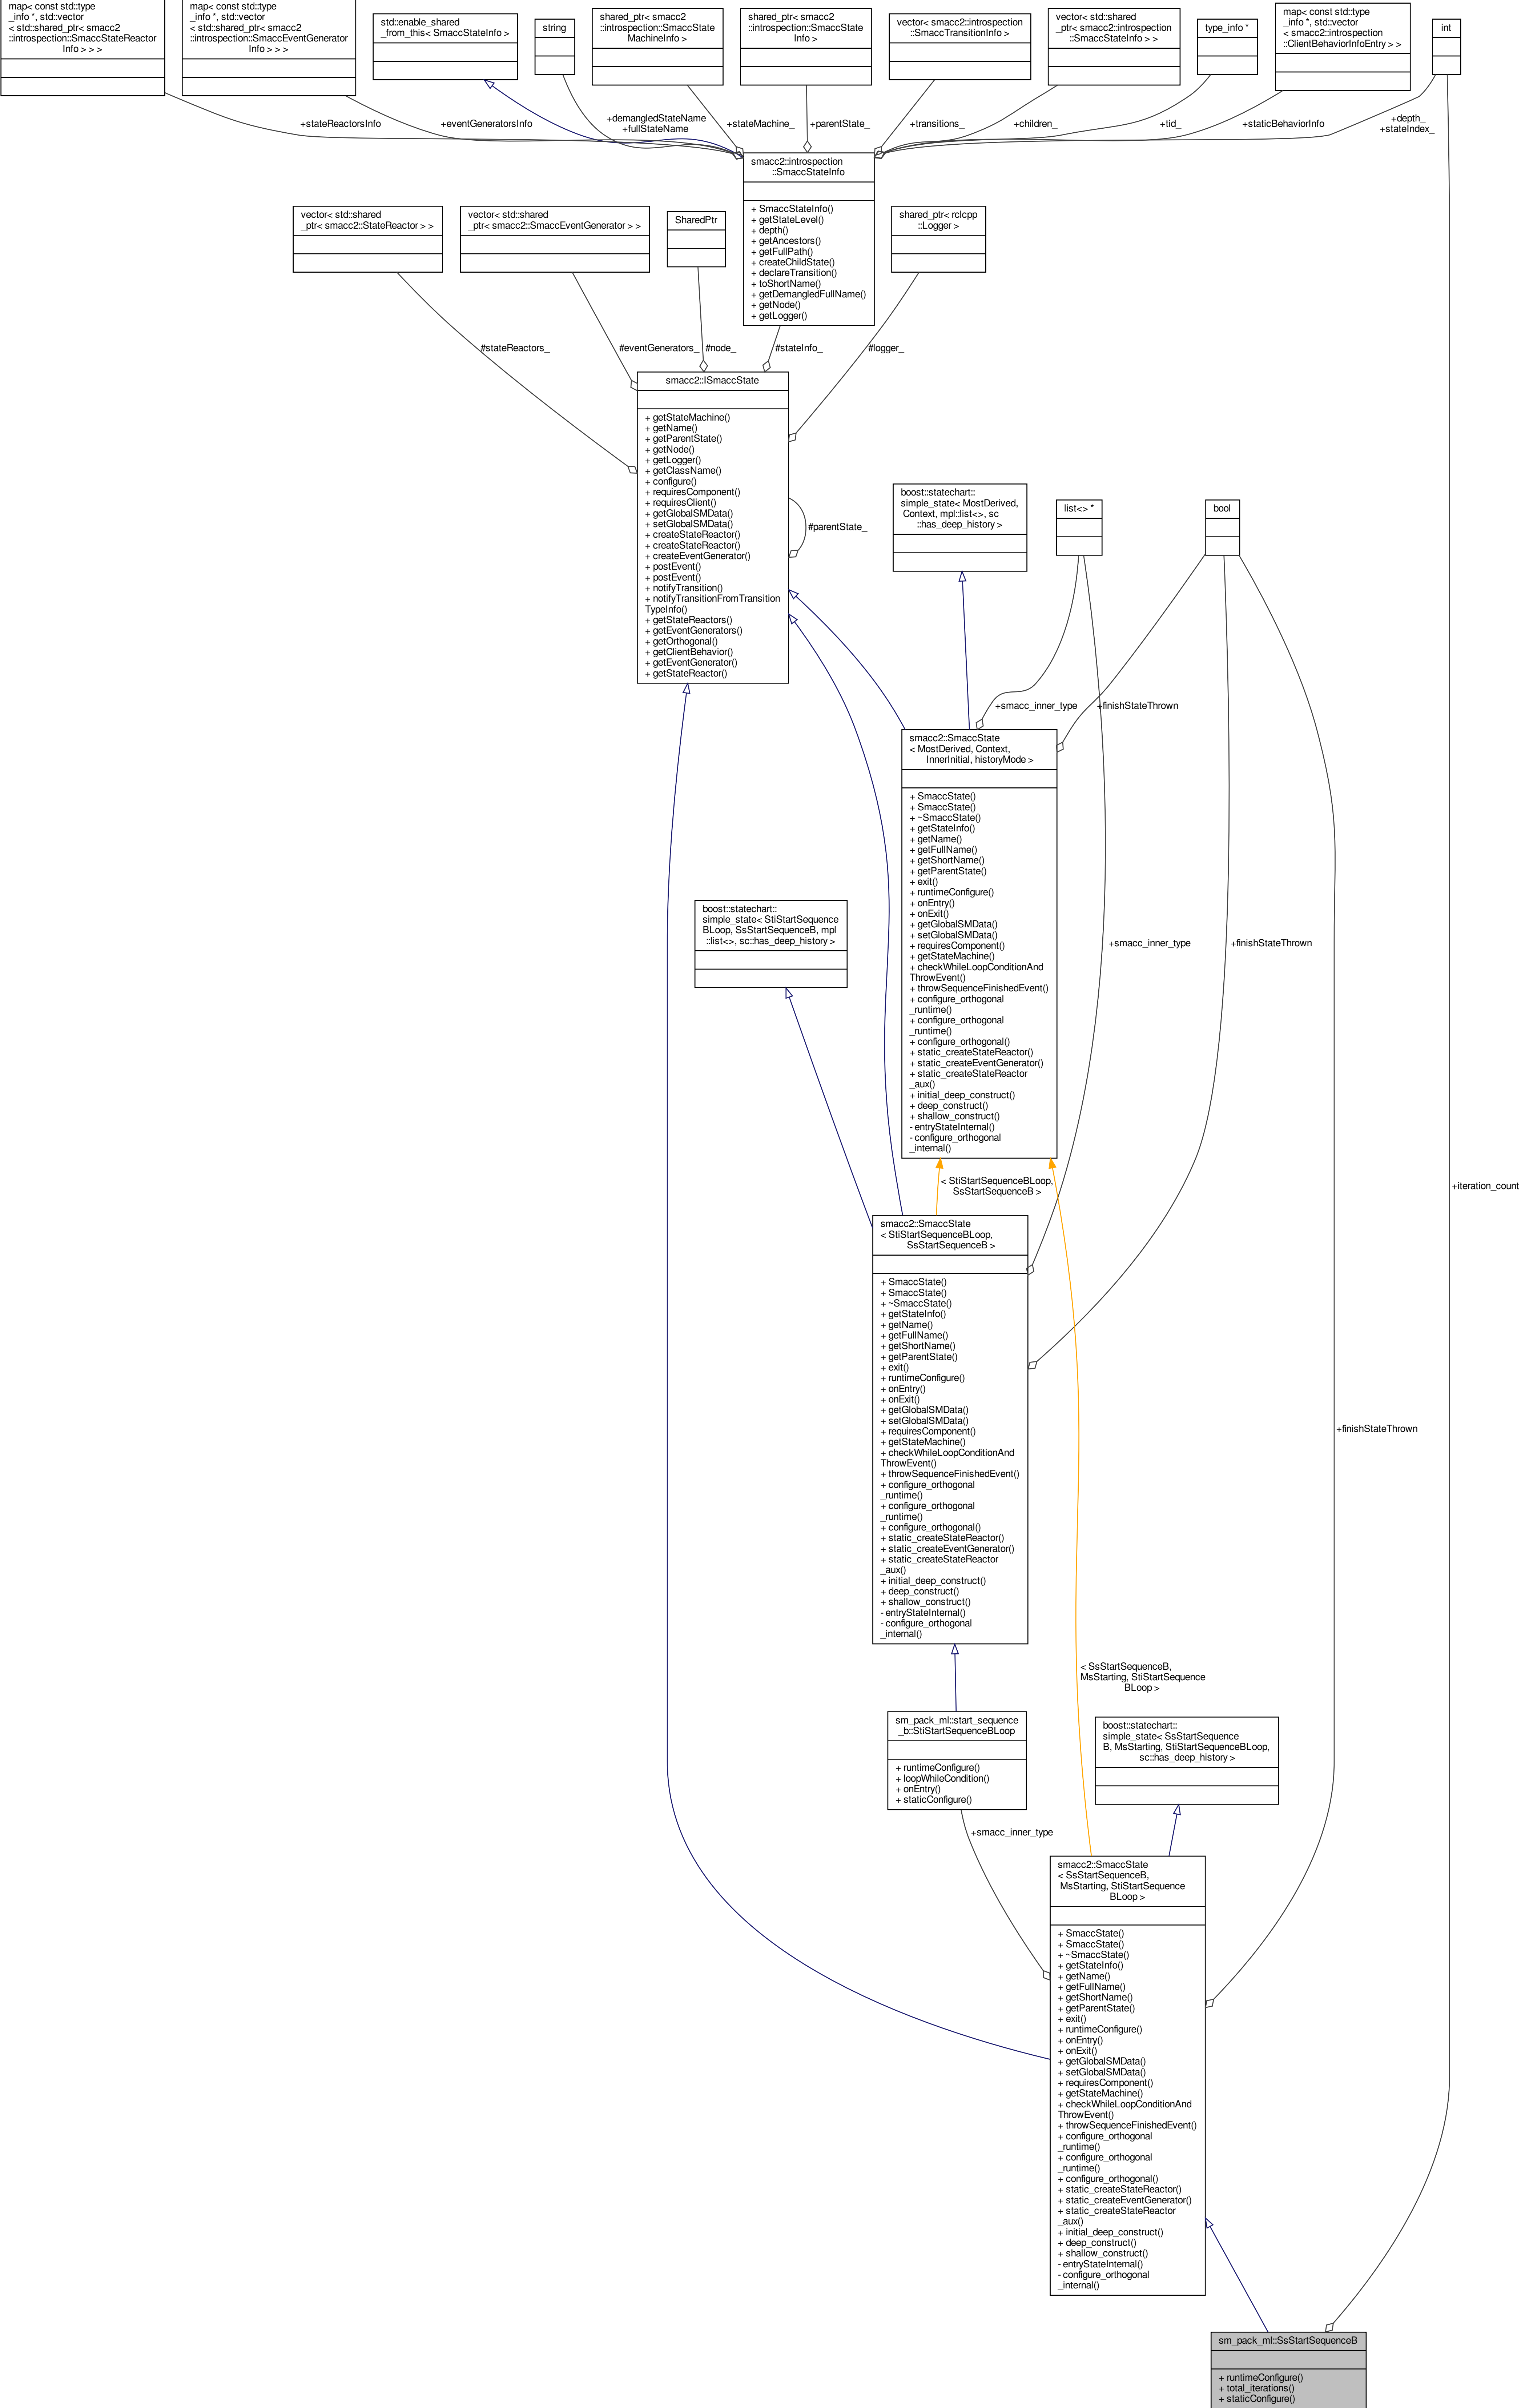 map< const std::type
_info *, std::vector
< std::shared_ptr< smacc2
::introspection::SmaccStateReactor
Info > > >
map< const std::type
_info *, std::vector
< std::shared_ptr< smacc2
::introspection::SmaccEventGenerator
Info > > >
std::enable_shared
_from_this< SmaccStateInfo >
string
shared_ptr< smacc2
::introspection::SmaccState
MachineInfo >
shared_ptr< smacc2
::introspection::SmaccState
Info >
vector< smacc2::introspection
::SmaccTransitionInfo >
vector< std::shared
_ptr< smacc2::introspection
::SmaccStateInfo > >
type_info *
map< const std::type
_info *, std::vector
< smacc2::introspection
::ClientBehaviorInfoEntry > >
int
+stateReactorsInfo
+eventGeneratorsInfo
+demangledStateName
+fullStateName
+stateMachine_
+parentState_
+transitions_
+children_
+tid_
+staticBehaviorInfo
+depth_
+stateIndex_
smacc2::introspection
::SmaccStateInfo
+ SmaccStateInfo()
+ getStateLevel()
+ depth()
+ getAncestors()
+ getFullPath()
+ createChildState()
+ declareTransition()
+ toShortName()
+ getDemangledFullName()
+ getNode()
+ getLogger()
vector< std::shared
_ptr< smacc2::StateReactor > >
vector< std::shared
_ptr< smacc2::SmaccEventGenerator > >
SharedPtr
shared_ptr< rclcpp
::Logger >
#stateReactors_
#eventGenerators_
#node_
#stateInfo_
#logger_
smacc2::ISmaccState
+ getStateMachine()
+ getName()
+ getParentState()
+ getNode()
+ getLogger()
+ getClassName()
+ configure()
+ requiresComponent()
+ requiresClient()
+ getGlobalSMData()
+ setGlobalSMData()
+ createStateReactor()
+ createStateReactor()
+ createEventGenerator()
+ postEvent()
+ postEvent()
+ notifyTransition()
+ notifyTransitionFromTransition
TypeInfo()
+ getStateReactors()
+ getEventGenerators()
+ getOrthogonal()
+ getClientBehavior()
+ getEventGenerator()
+ getStateReactor()
#parentState_
boost::statechart::
simple_state< MostDerived,
Context, mpl::list<>, sc
::has_deep_history >
list<> *
bool
+smacc_inner_type
+finishStateThrown
smacc2::SmaccState
< MostDerived, Context,
InnerInitial, historyMode >
+ SmaccState()
+ SmaccState()
+ ~SmaccState()
+ getStateInfo()
+ getName()
+ getFullName()
+ getShortName()
+ getParentState()
+ exit()
+ runtimeConfigure()
+ onEntry()
+ onExit()
+ getGlobalSMData()
+ setGlobalSMData()
+ requiresComponent()
+ getStateMachine()
+ checkWhileLoopConditionAnd
ThrowEvent()
+ throwSequenceFinishedEvent()
+ configure_orthogonal
_runtime()
+ configure_orthogonal
_runtime()
+ configure_orthogonal()
+ static_createStateReactor()
+ static_createEventGenerator()
+ static_createStateReactor
_aux()
+ initial_deep_construct()
+ deep_construct()
+ shallow_construct()
- entryStateInternal()
- configure_orthogonal
_internal()
boost::statechart::
simple_state< StiStartSequence
BLoop, SsStartSequenceB, mpl
::list<>, sc::has_deep_history >
+smacc_inner_type
+finishStateThrown
< StiStartSequenceBLoop,
SsStartSequenceB >
+iteration_count
smacc2::SmaccState
< StiStartSequenceBLoop,
SsStartSequenceB >
+ SmaccState()
+ SmaccState()
+ ~SmaccState()
+ getStateInfo()
+ getName()
+ getFullName()
+ getShortName()
+ getParentState()
+ exit()
+ runtimeConfigure()
+ onEntry()
+ onExit()
+ getGlobalSMData()
+ setGlobalSMData()
+ requiresComponent()
+ getStateMachine()
+ checkWhileLoopConditionAnd
ThrowEvent()
+ throwSequenceFinishedEvent()
+ configure_orthogonal
_runtime()
+ configure_orthogonal
_runtime()
+ configure_orthogonal()
+ static_createStateReactor()
+ static_createEventGenerator()
+ static_createStateReactor
_aux()
+ initial_deep_construct()
+ deep_construct()
+ shallow_construct()
- entryStateInternal()
- configure_orthogonal
_internal()
+finishStateThrown
< SsStartSequenceB,
MsStarting, StiStartSequence
BLoop >
sm_pack_ml::start_sequence
_b::StiStartSequenceBLoop
+ runtimeConfigure()
+ loopWhileCondition()
+ onEntry()
+ staticConfigure()
boost::statechart::
simple_state< SsStartSequence
B, MsStarting, StiStartSequenceBLoop,
sc::has_deep_history >
+smacc_inner_type
smacc2::SmaccState
< SsStartSequenceB,
MsStarting, StiStartSequence
BLoop >
+ SmaccState()
+ SmaccState()
+ ~SmaccState()
+ getStateInfo()
+ getName()
+ getFullName()
+ getShortName()
+ getParentState()
+ exit()
+ runtimeConfigure()
+ onEntry()
+ onExit()
+ getGlobalSMData()
+ setGlobalSMData()
+ requiresComponent()
+ getStateMachine()
+ checkWhileLoopConditionAnd
ThrowEvent()
+ throwSequenceFinishedEvent()
+ configure_orthogonal
_runtime()
+ configure_orthogonal
_runtime()
+ configure_orthogonal()
+ static_createStateReactor()
+ static_createEventGenerator()
+ static_createStateReactor
_aux()
+ initial_deep_construct()
+ deep_construct()
+ shallow_construct()
- entryStateInternal()
- configure_orthogonal
_internal()
sm_pack_ml::SsStartSequenceB
+ runtimeConfigure()
+ total_iterations()
+ staticConfigure()